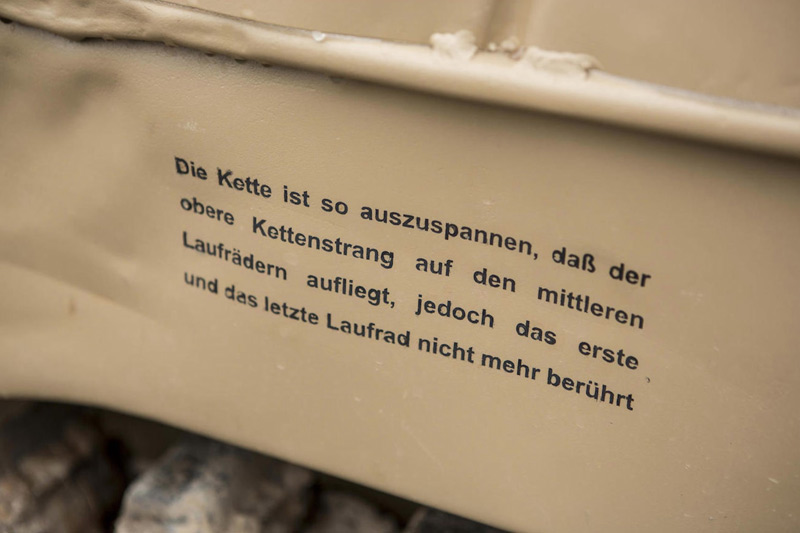 Die Kette ist so auszuspannen, daß der
obere Kettenstrang auf den mittleren
Laufrädern aufliegt, jedoch das erste
und das letzte Laufrad nicht mehr berührt